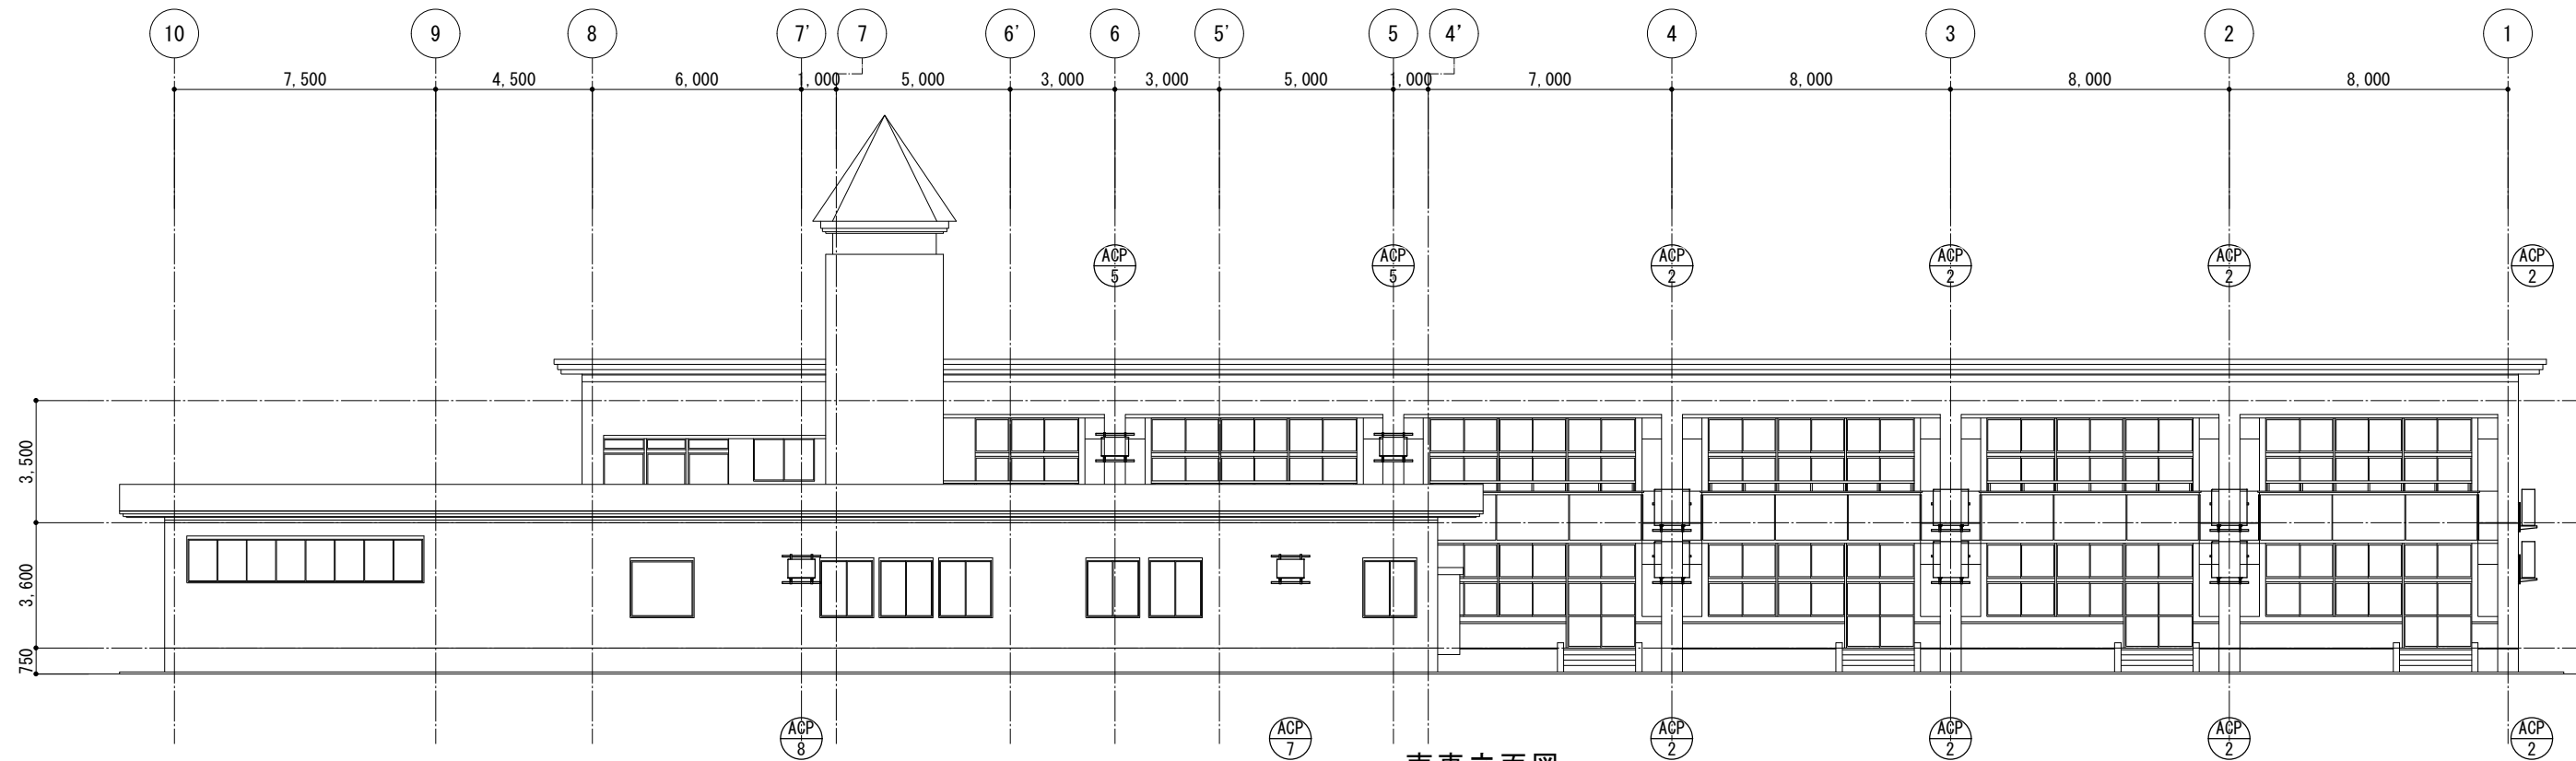 10 9 8 7' 7 6' 6 5' 5 4' 4 3 2 1
7,500 4,500 6,000 1,000 5,000 3,000 3,000 5,000 1,000 7,000 8,000 8,000 8,000
ACP ACP ACP ACP ACP ACP
5 5 2 2 2 2
3,500
3,600
750
ACP ACP ACP ACP ACP ACP
8 7 2 2 2 2
立面図